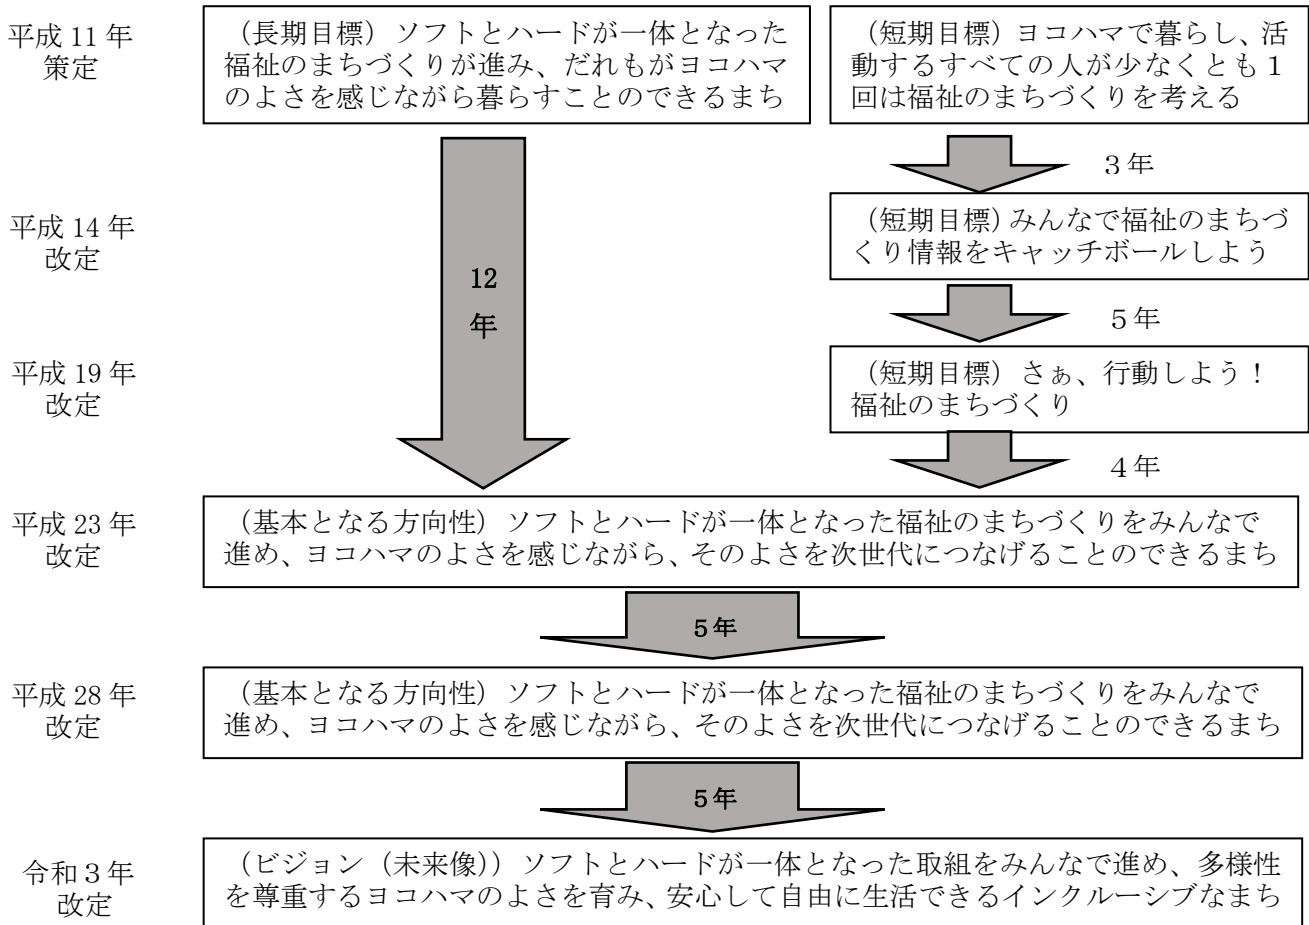 平成 11 年
策定
（長期目標）ソフトとハードが一体となった
福祉のまちづくりが進み、だれもがヨコハマ
のよさを感じながら暮らすことのできるまち
（短期目標）ヨコハマで暮らし、活
動するすべての人が少なくとも１
回は福祉のまちづくりを考える
３年
平成 14 年
改定
（短期目標）みんなで福祉のまちづ
くり情報をキャッチボールしよう
12
年
５年
平成 19 年
改定
（短期目標）さぁ、行動しよう！
福祉のまちづくり
４年
平成 23 年
改定
（基本となる方向性）ソフトとハードが一体となった福祉のまちづくりをみんなで
進め、ヨコハマのよさを感じながら、そのよさを次世代につなげることのできるまち
５年
平成 28 年
改定
（基本となる方向性）ソフトとハードが一体となった福祉のまちづくりをみんなで
進め、ヨコハマのよさを感じながら、そのよさを次世代につなげることのできるまち
５年
令和３年
改定
（ビジョン（未来像））ソフトとハードが一体となった取組をみんなで進め、多様性
を尊重するヨコハマのよさを育み、安心して自由に生活できるインクルーシブなまち